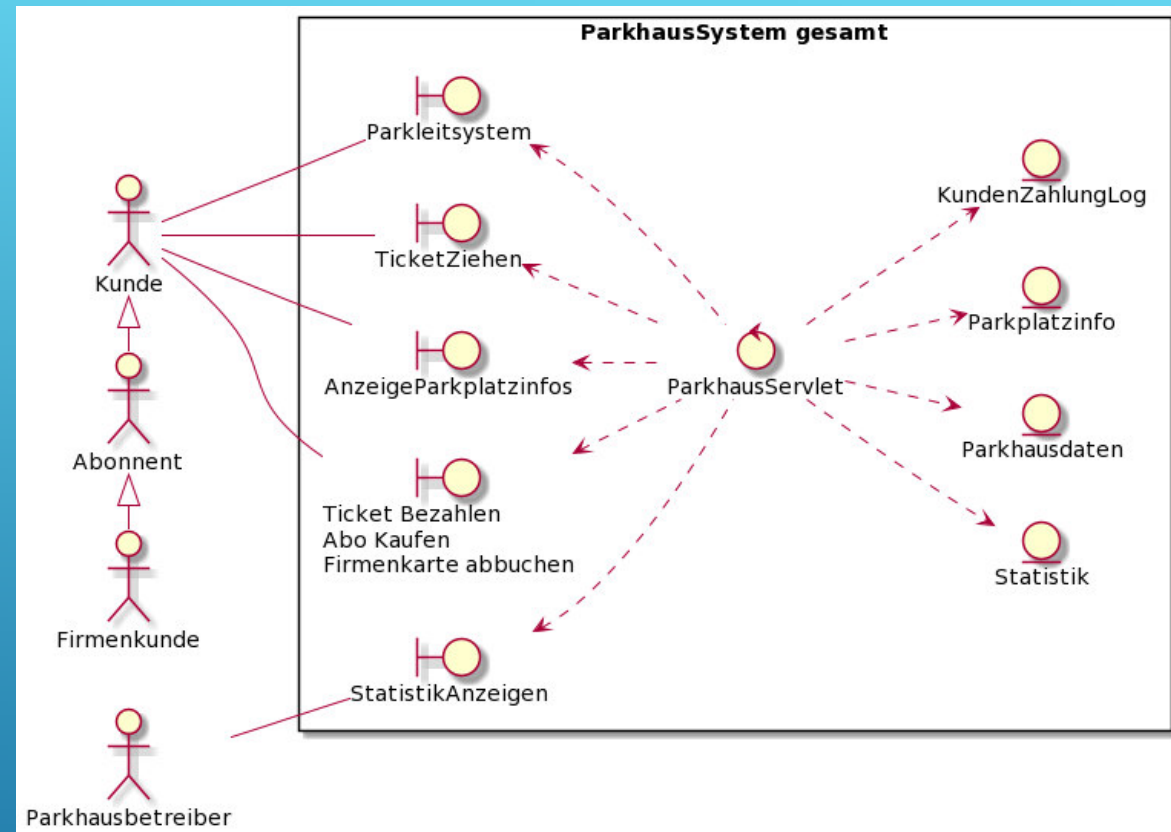 ParkhausSystem gesamt
Parkleitsystem
KundenZahlungLog
TicketZiehen
Kunde
Parkplatzinfo
AnzeigeParkplatzinfos
ParkhausServlet
Abonnent
Parkhausdaten
Ticket Bezahlen
Abo Kaufen
Firmenkarte abbuchen
Statistik
Firmenkunde
StatistikAnzeigen
Parkhausbetreiber